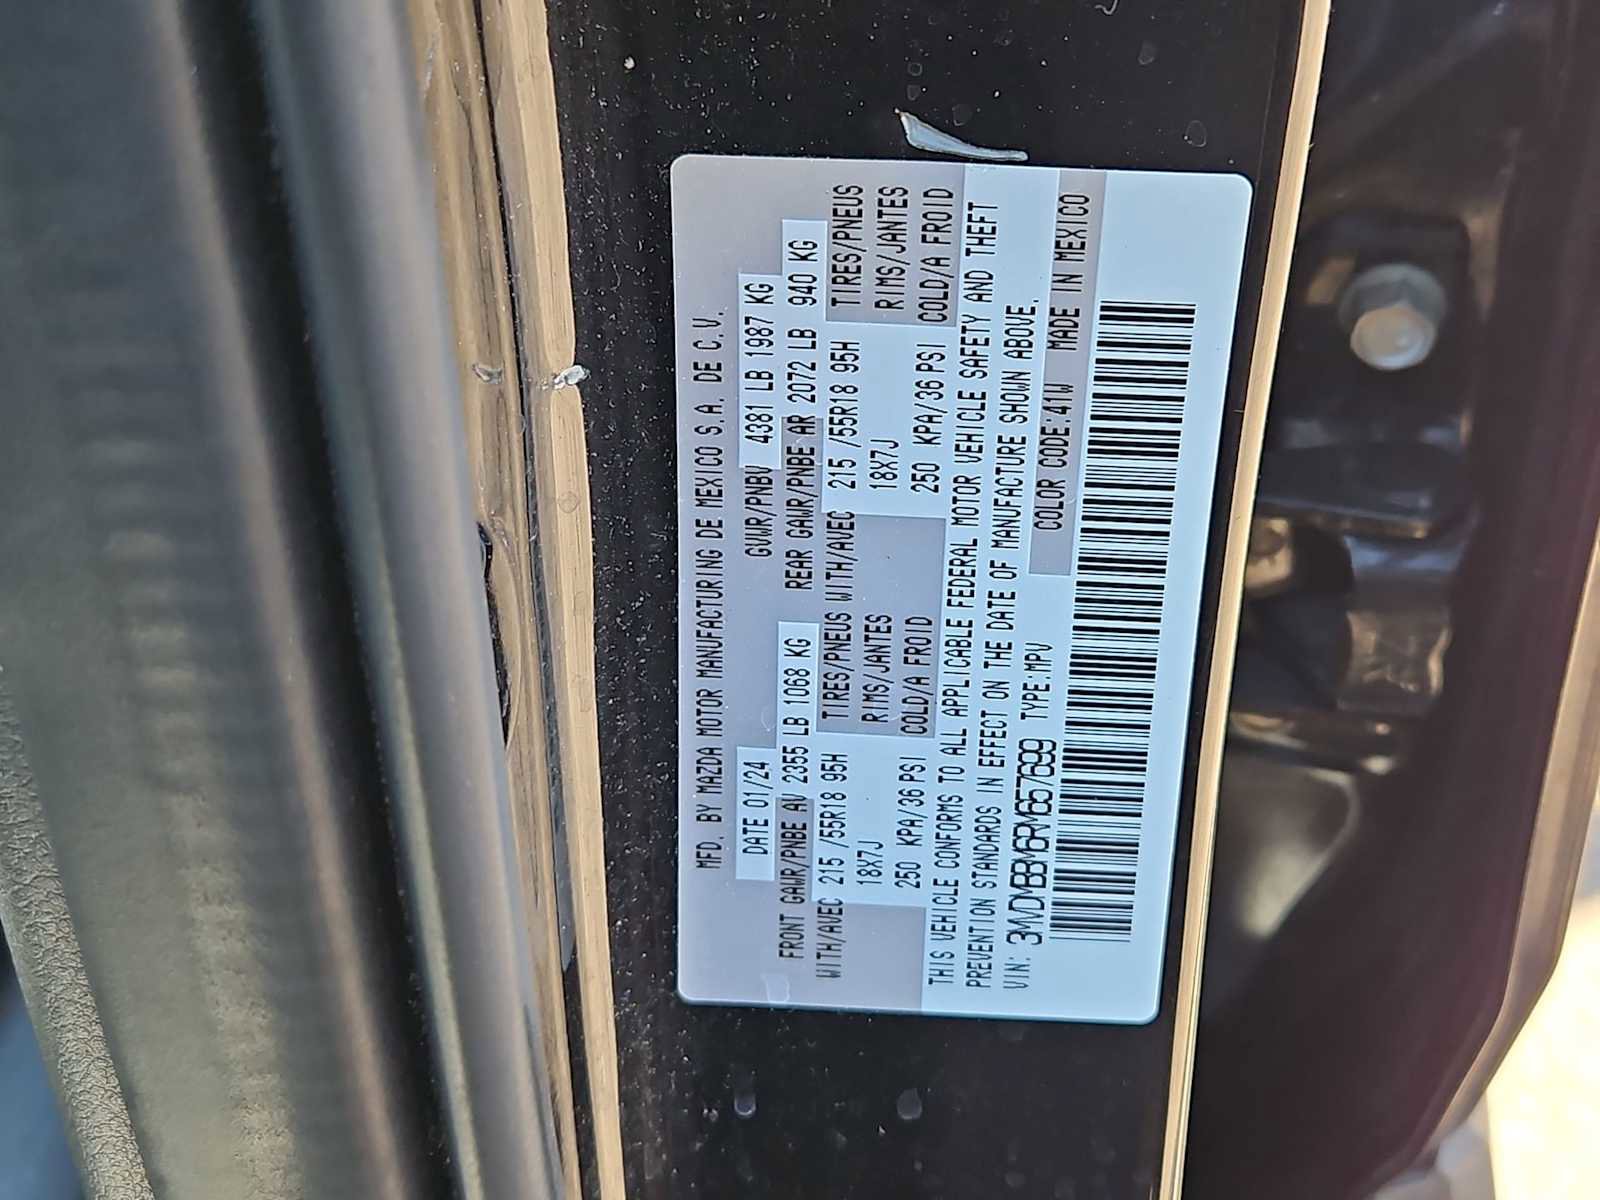 MFD. BY MAZDA MOTOR MANUFACTURING DE MEXICO S.A. DE C.V.
DATE 01/24 GVWR/PNBV 4381 LB 1987 KG
FRONT GAWR/PNBE AV 2355 LB 1068 KG REAR GAWR/PNBE AR 2072 LB 940 KG
WITH/AVEC 215 /55R18 95H TIRES/PNEUS WITH/AVEC 215 /55R18 95H TIRES/PNEUS
18X7J RIMS/JANTES 18X7J RIMS/JANTES
250 KPA/36 PSI COLD/A FROID 250 KPA/36 PSI COLD/A FROID
THIS VEHICLE CONFORMS TO ALL APPLICABLE FEDERAL MOTOR VEHICLE SAFETY AND THEFT
PREVENTION STANDARDS IN EFFECT ON THE DATE OF MANUFACTURE SHOWN ABOVE.
VIN: 3MVDMBBM6RM657699 TYPE:MPV COLOR CODE:41W MADE IN MEXICO